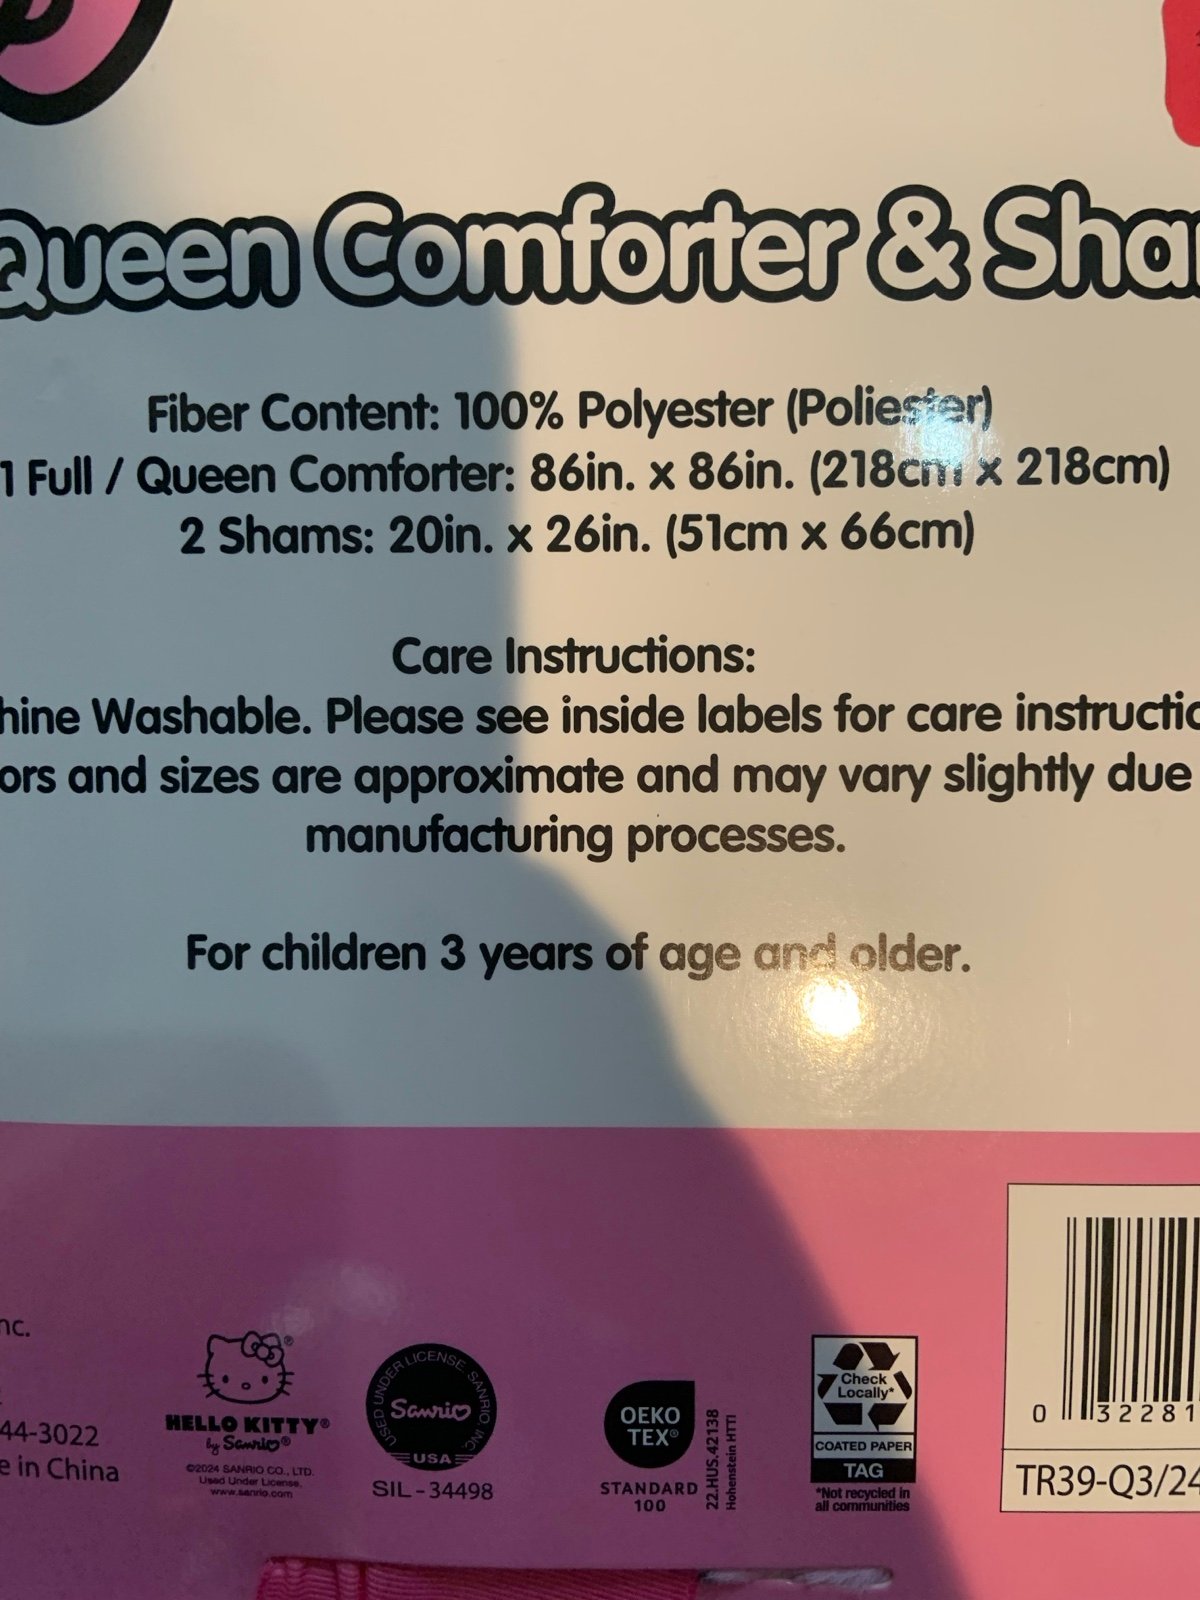 Queen Comforter & Sha
Fiber Content: 100% Polyester (Poliester)
1 Full / Queen Comforter: 86in. x 86in. (218cm x 218cm)
2 Shams: 20in. x 26in. (51cm x 66cm)
Care Instructions:
hine Washable. Please see inside labels for care instructio
ors and sizes are approximate and may vary slightly due
manufacturing processes.
For children 3 years of age and older.
nc.
44-3022
e in China
HELLO KITTY®
by Sanrio®
©2024 SANRIO CO., LTD.
Used Under License.
www.sanrio.com
USED UNDER LICENSE, SANRIO INC.
Sanrio
USA
SIL-34498
OEKO
TEX®
STANDARD
100
22.HUS.42138
Hohenstein HTTI
Check
Locally*
COATED PAPER
TAG
*Not recycled in
all communities
0 32281
TR39-Q3/24